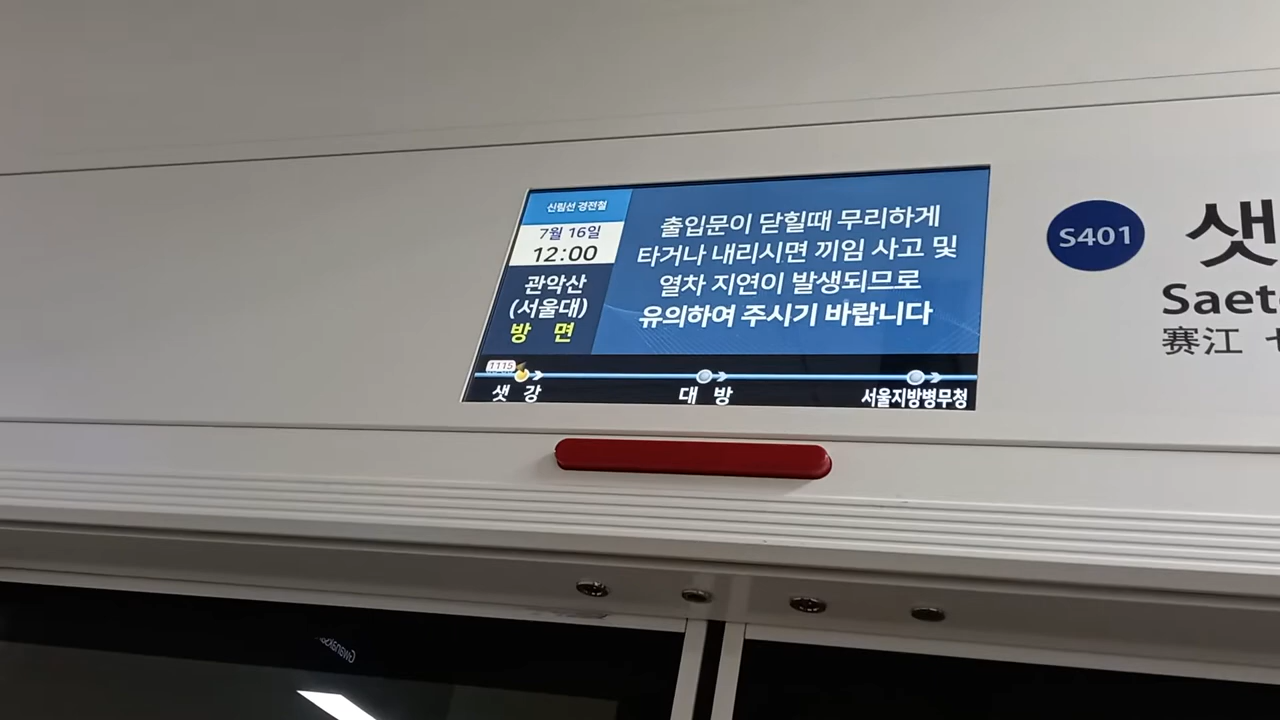 신림선 경전철
7월 16일
12:00
관악산
(서울대)
방 면
출입문이 닫힐때 무리하게
타거나 내리시면 끼임 사고 및
열차 지연이 발생되므로
유의하여 주시기 바랍니다
1115
샛 강
대 방
서울지방병무청
S401
샛
Saet
赛江